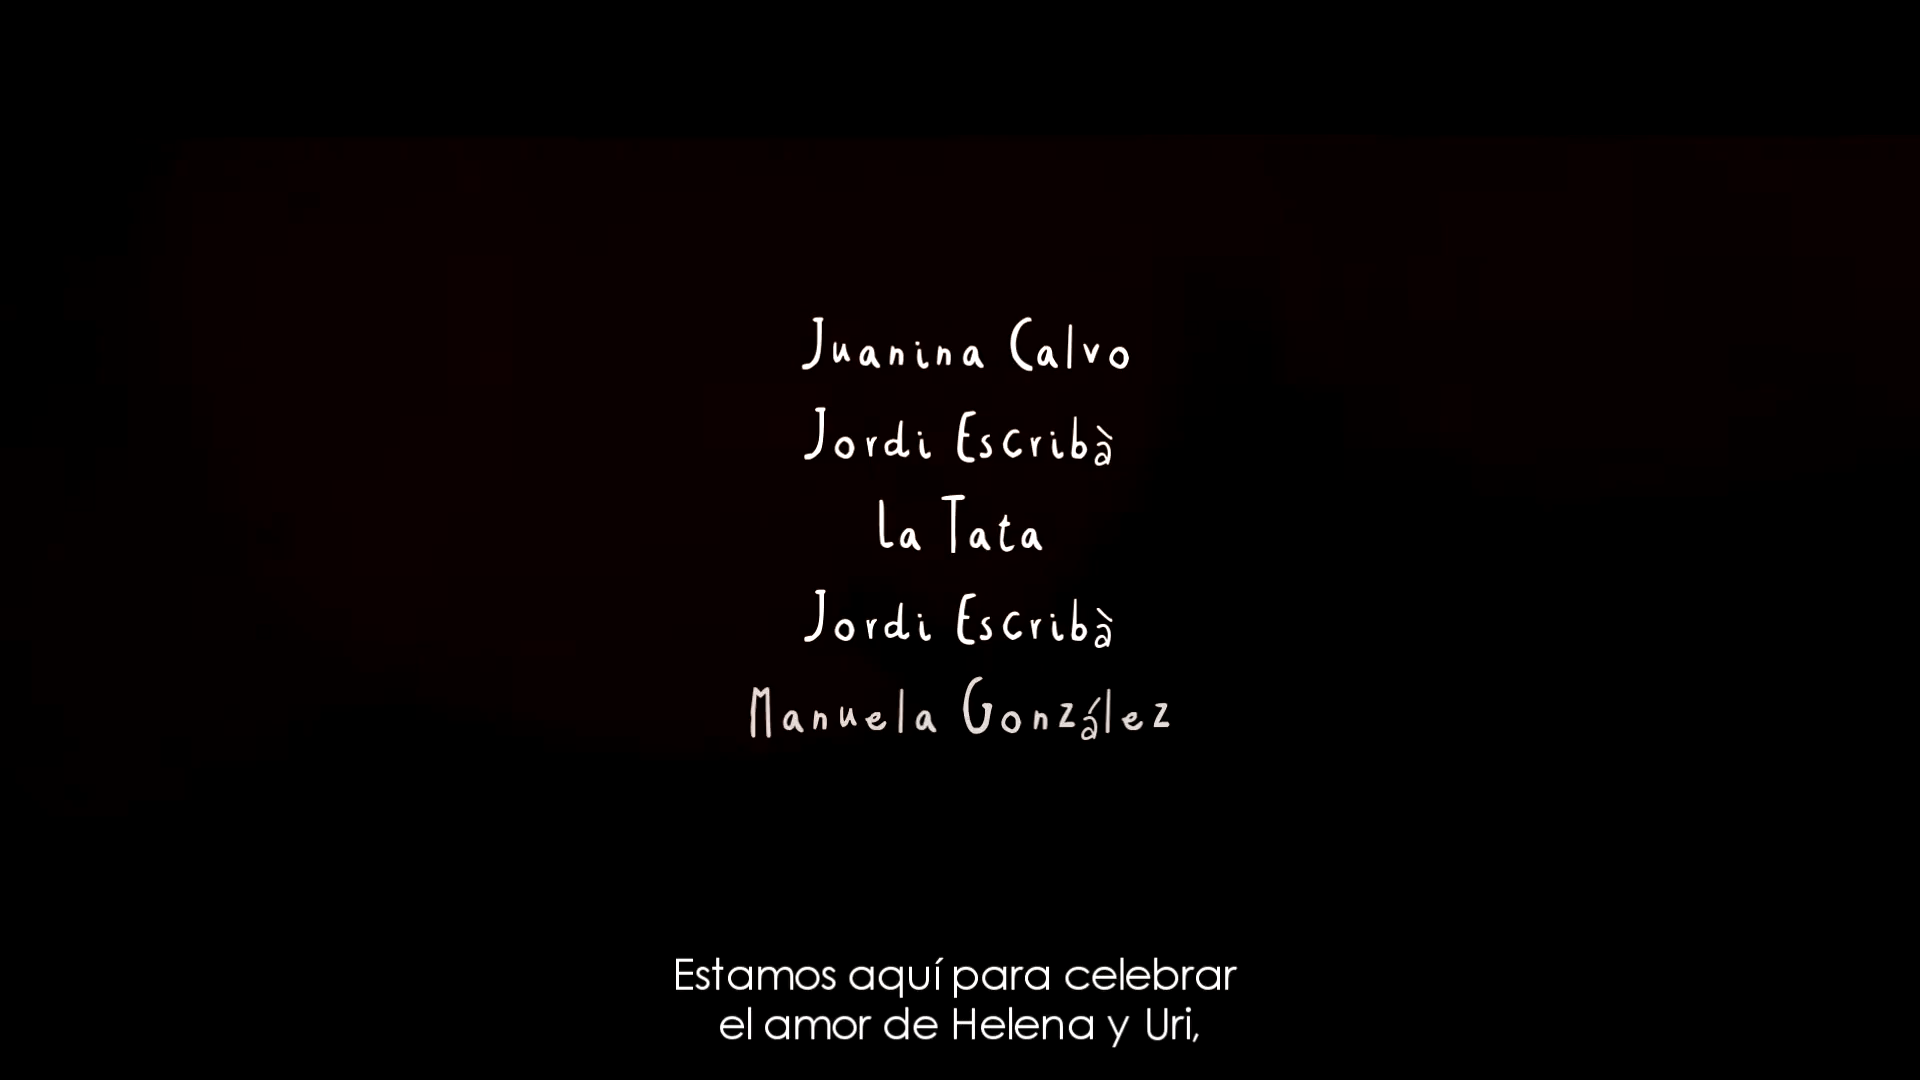 Juanina Calvo
Jordi Escribà
La Tata
Jordi Escribà
Manuela González
Estamos aquí para celebrar
el amor de Helena y Uri,